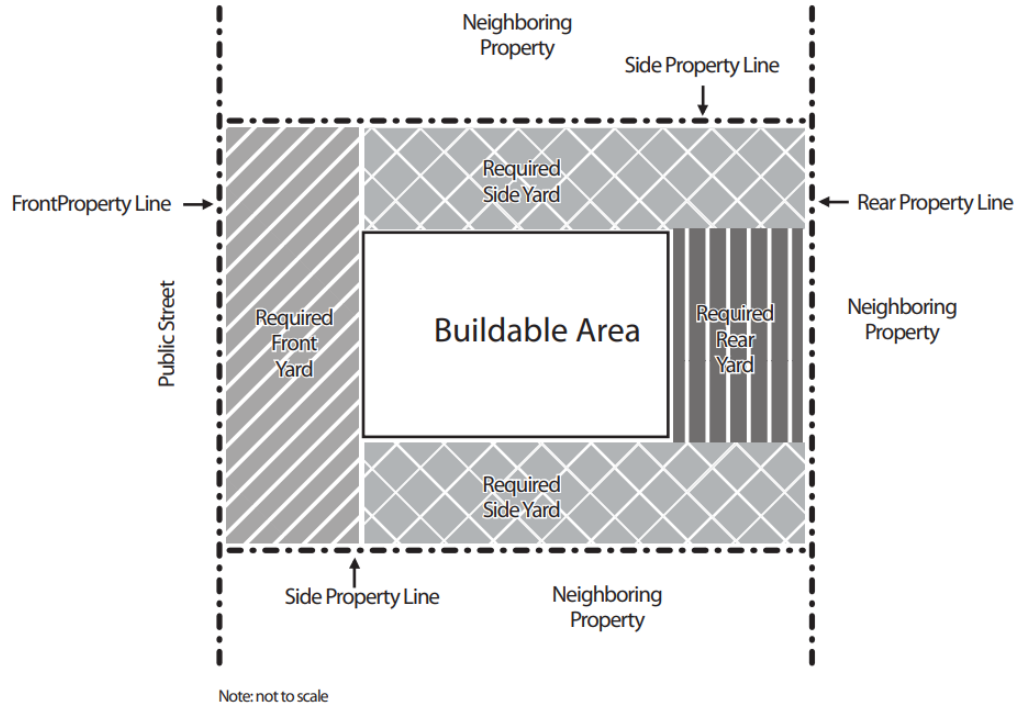 Neighboring
Property
Side Property Line
Required
Side Yard
FrontProperty Line
Rear Property Line
Public Street
Required
Front
Yard
Buildable Area
Required
Rear
Yard
Neighboring
Property
Required
Side Yard
Side Property Line
Neighboring
Property
Note: not to scale